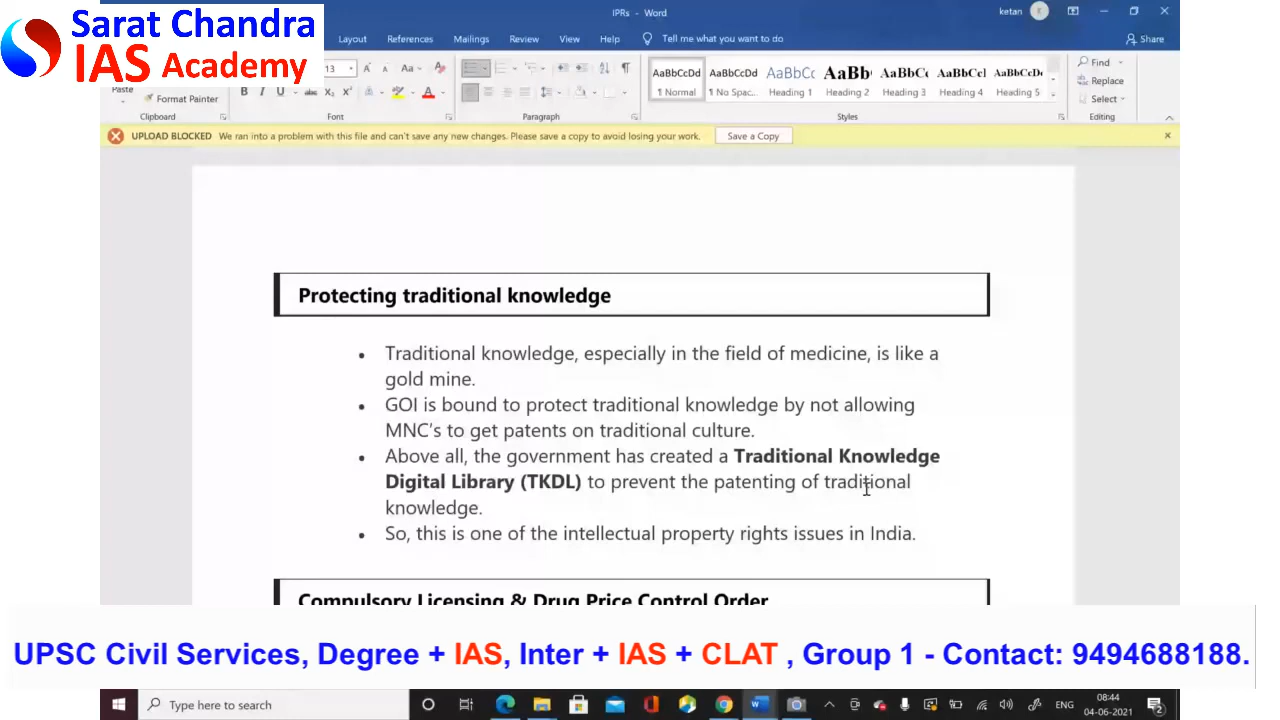 Sarat Chandra
IAS Academy
IPRs - Word
ketan
K
Layout
References
Mailings
Review
View
Help
Tell me what you want to do
Share
Paste
Format Painter
Clipboard
13
Aa
B I U abc X₂ X²
Font
Paragraph
AaBbCcDd
1 Normal
AaBbCcDd
1 No Spac...
AaBbCc
Heading 1
AaBb
Heading 2
AaBbCc
Heading 3
AaBbCcl
Heading 4
AaBbCcDc
Heading 5
Styles
Find
Replace
Select
Editing
UPLOAD BLOCKED We ran into a problem with this file and can't save any new changes. Please save a copy to avoid losing your work. Save a Copy
Protecting traditional knowledge
• Traditional knowledge, especially in the field of medicine, is like a
gold mine.
• GOI is bound to protect traditional knowledge by not allowing
MNC's to get patents on traditional culture.
• Above all, the government has created a Traditional Knowledge
Digital Library (TKDL) to prevent the patenting of traditional
knowledge.
• So, this is one of the intellectual property rights issues in India.
Compulsory Licensing & Drug Price Control Order
UPSC Civil Services, Degree + IAS, Inter + IAS + CLAT , Group 1 - Contact: 9494688188.
Type here to search
ENG
08:44
04-06-2021
2